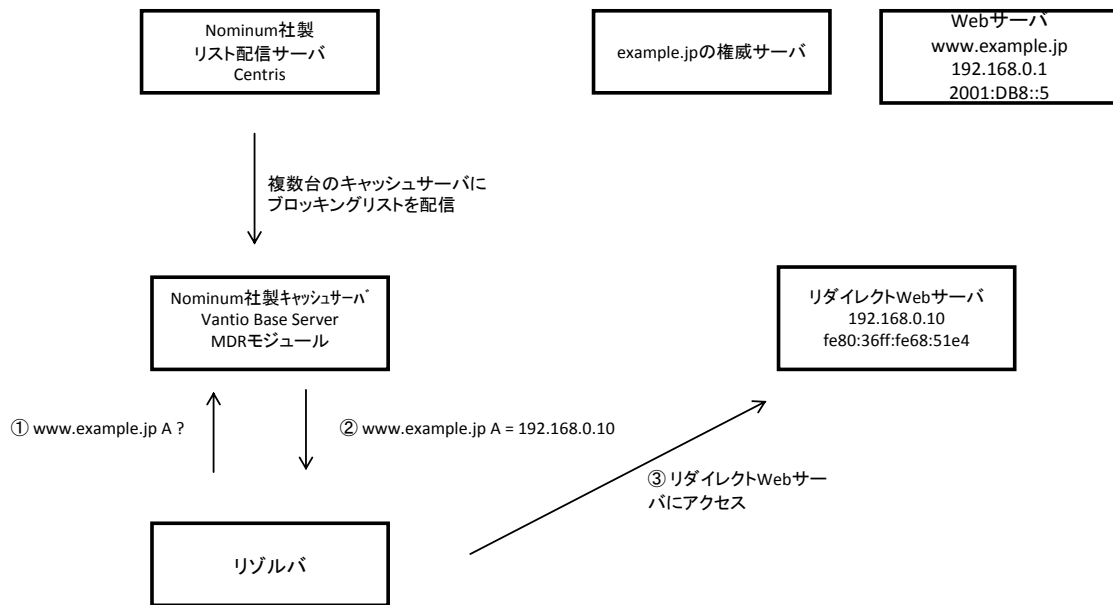 Nominum社製
リスト配信サーバ
Centris
example.jpの権威サーバ
Webサーバ
www.example.jp
192.168.0.1
2001:DB8::5
複数台のキャッシュサーバに
ブロッキングリストを配信
Nominum社製ｷｬｯｼｭｻｰﾊﾞ
Vantio Base Server
MDRモジュール
リダイレクトWebサーバ
192.168.0.10
fe80:36ff:fe68:51e4
① www.example.jp A ?
② www.example.jp A = 192.168.0.10
③ リダイレクトWebサー
バにアクセス
リゾルバ